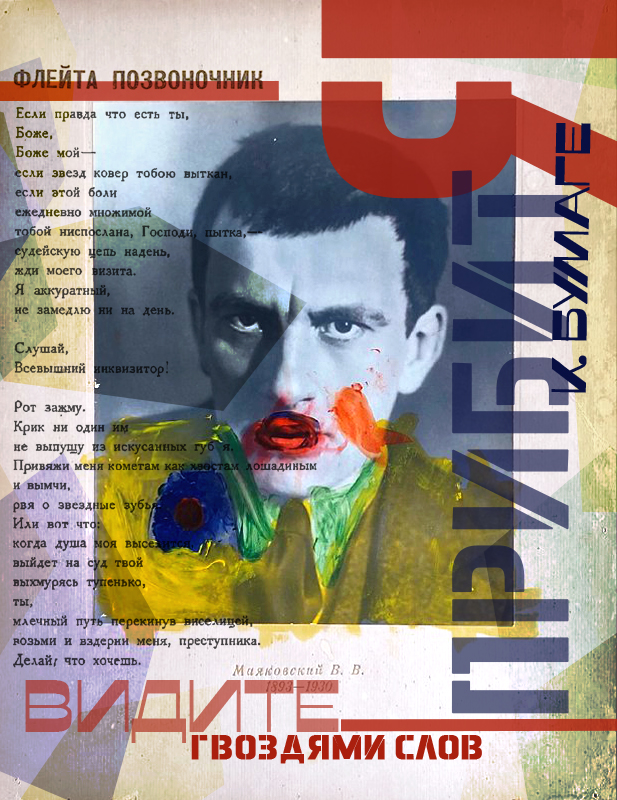 ФЛЕЙТА ПОЗВОНОЧНИК
Если правда что есть ты,
Боже,
Боже мой—
если звезд ковер тобою выткан,
если этой боли
ежедневно множимой
тобой ниспослана, Господи, пытка,—
судейскую цепь надень,
жди моего визита.
Я аккуратный,
не замедлю ни на день.
Слушай,
Всевышний инквизитор!
Рот зажму.
Крик ни один им
не выпущу из искусанных губ я.
Привяжи меня кометам как хвостам лошадиным
и вымчи,
рвя о звездные зубья
Или вот что:
когда душа моя выселится,
выйдет на суд твой
выхмурясь тупенько,
ты,
млечный путь перекинув виселицей,
возьми и вздерни меня, преступника.
Делай, что хочешь.
Маяковский В. В.
1893—1930
ВИДИТЕ
ГВОЗДЯМИ СЛОВ
ПРИБИТ
К БУМАГЕ
Я